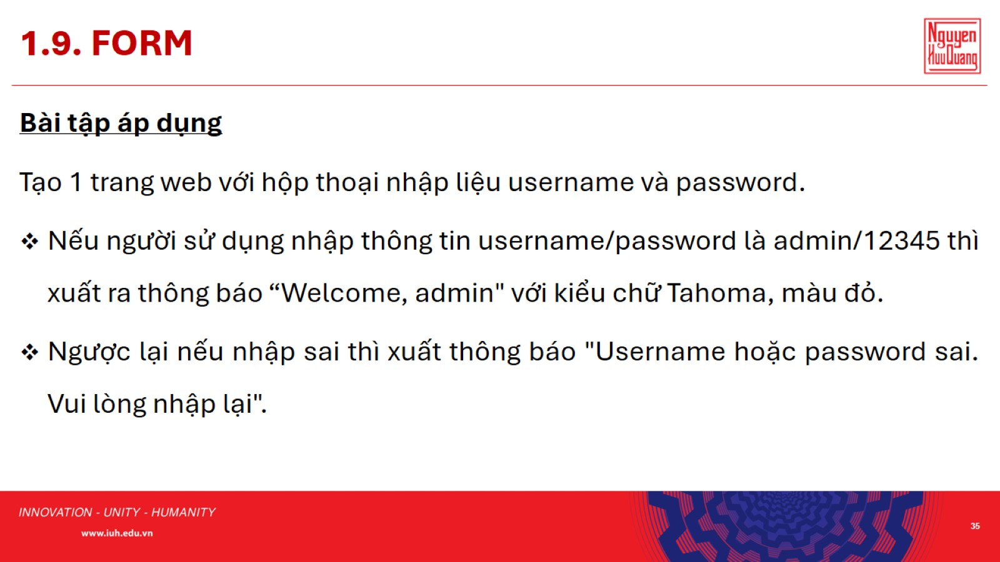 1.9. FORM
Nguyen
HuuQuang
Bài tập áp dụng
Tạo 1 trang web với hộp thoại nhập liệu username và password.
❖ Nếu người sử dụng nhập thông tin username/password là admin/12345 thì
xuất ra thông báo “Welcome, admin" với kiểu chữ Tahoma, màu đỏ.
❖ Ngược lại nếu nhập sai thì xuất thông báo "Username hoặc password sai.
Vui lòng nhập lại".
INNOVATION - UNITY - HUMANITY
www.iuh.edu.vn
35